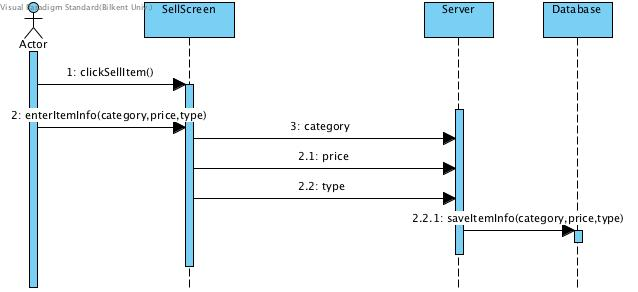 Visual Paradigm Standard(Bilkent Univ.)
SellScreen
Server
Database
Actor
1: clickSellItem()
2: enterItemInfo(category,price,type)
3: category
2.1: price
2.2: type
2.2.1: saveItemInfo(category,price,type)